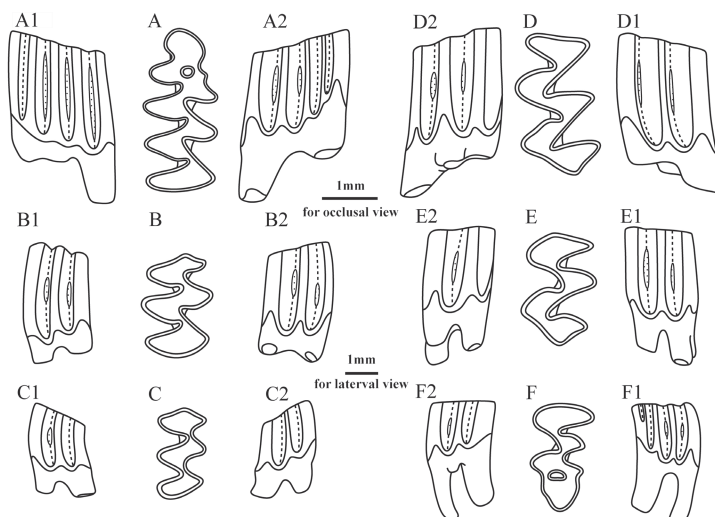 A1 A A2 D2 D D1
1mm
for occlusal view
B1 B B2 E2 E E1
1mm
for laterval view
C1 C C2 F2 F F1